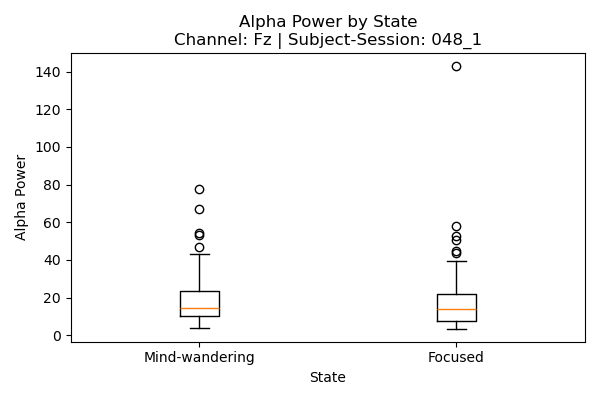 Alpha Power by State
Channel: Fz | Subject-Session: 048_1
140
120
100
80
60
40
20
0
Alpha Power
Mind-wandering
Focused
State